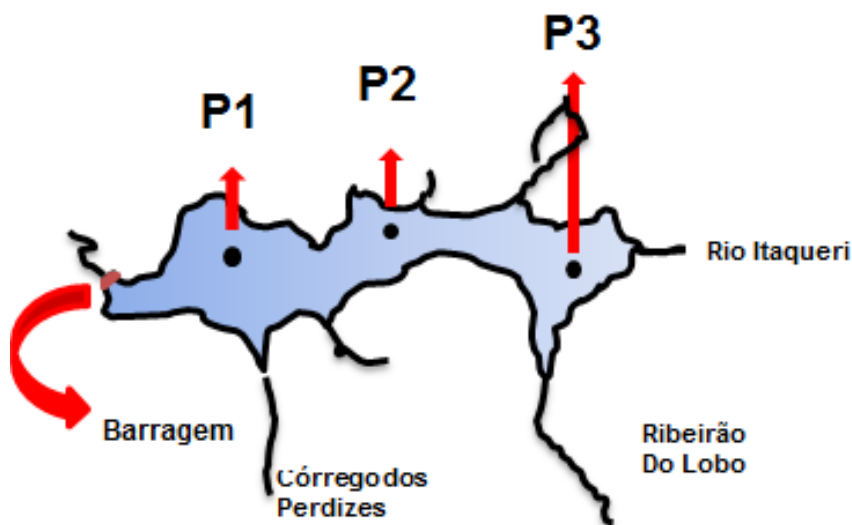 P1
P2
P3
Rio Itaqueri
Barragem
Córrego dos
Perdizes
Ribeirão
Do Lobo